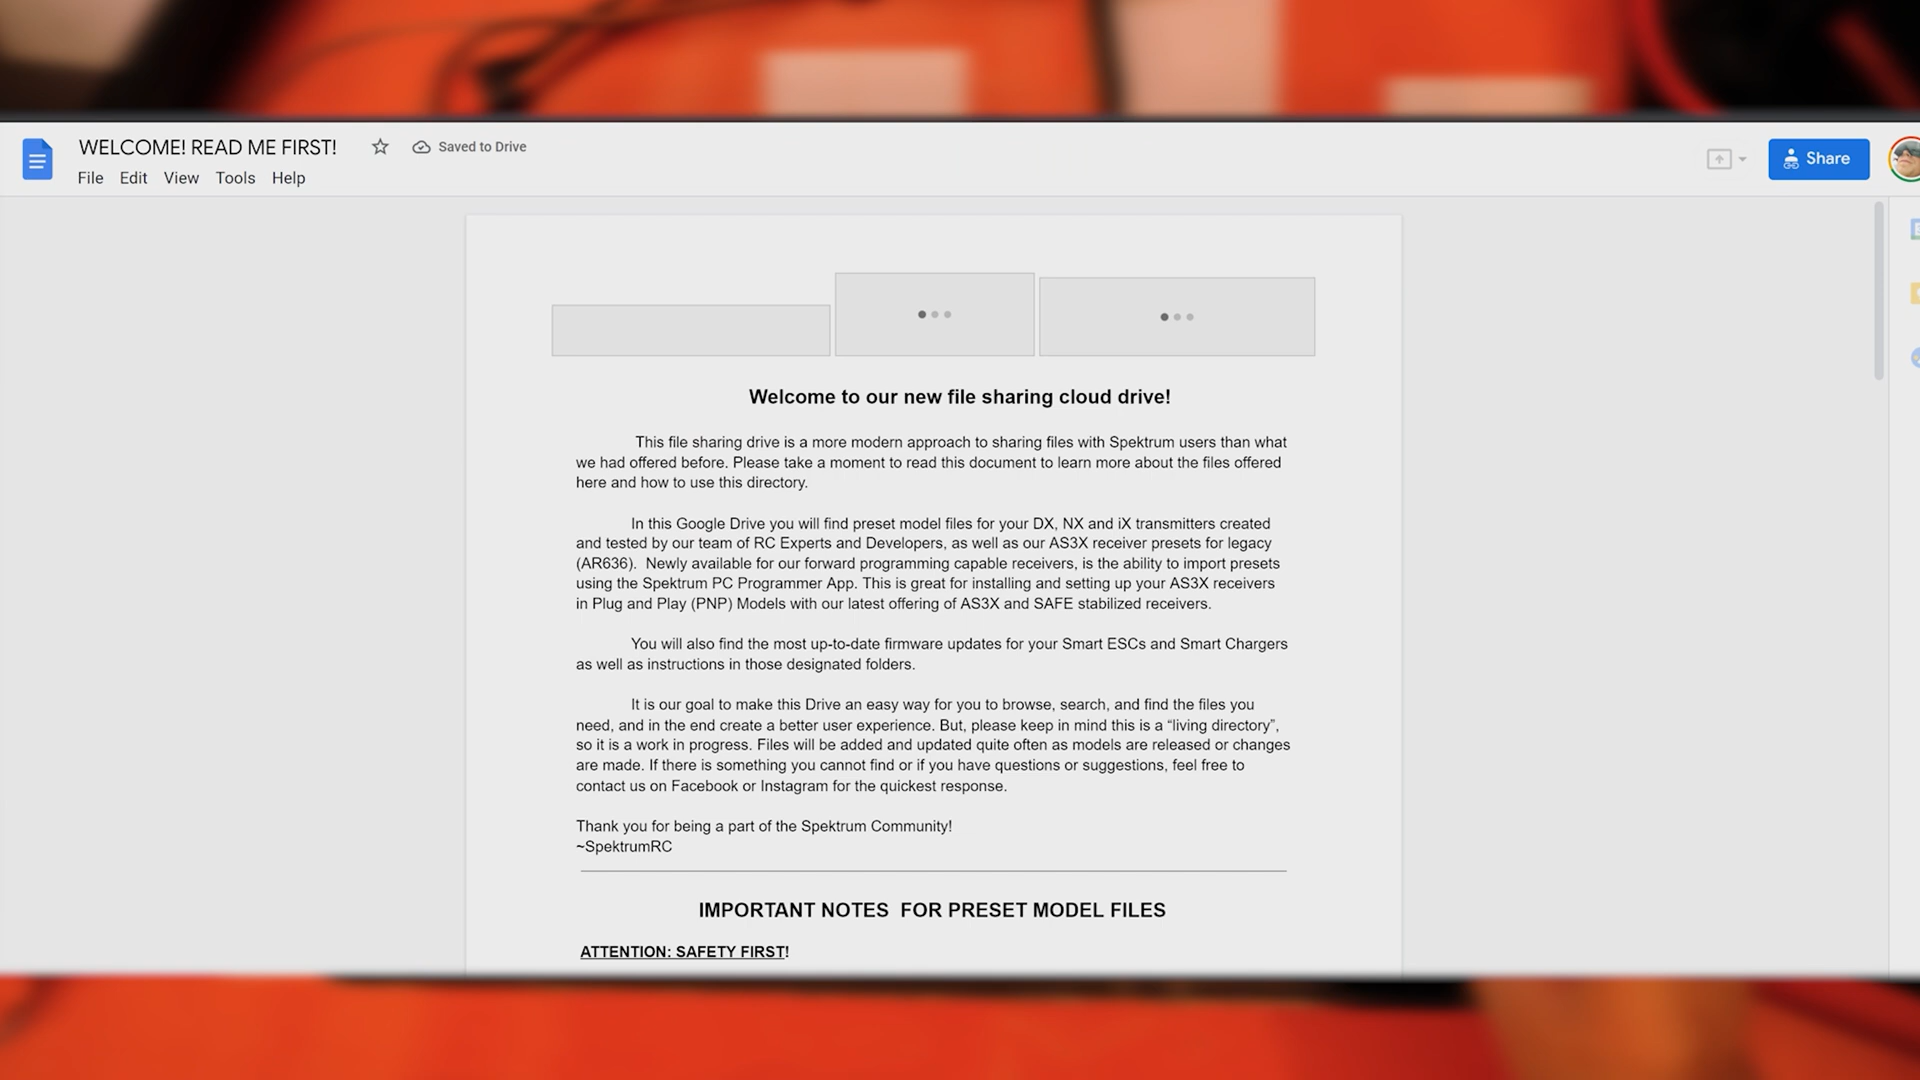 WELCOME! READ ME FIRST!
Saved to Drive
File Edit View Tools Help
Share
Welcome to our new file sharing cloud drive!
This file sharing drive is a more modern approach to sharing files with Spektrum users than what
we had offered before. Please take a moment to read this document to learn more about the files offered
here and how to use this directory.
In this Google Drive you will find preset model files for your DX, NX and iX transmitters created
and tested by our team of RC Experts and Developers, as well as our AS3X receiver presets for legacy
(AR636).  Newly available for our forward programming capable receivers, is the ability to import presets
using the Spektrum PC Programmer App. This is great for installing and setting up your AS3X receivers
in Plug and Play (PNP) Models with our latest offering of AS3X and SAFE stabilized receivers.
You will also find the most up-to-date firmware updates for your Smart ESCs and Smart Chargers
as well as instructions in those designated folders.
It is our goal to make this Drive an easy way for you to browse, search, and find the files you
need, and in the end create a better user experience. But, please keep in mind this is a “living directory”,
so it is a work in progress. Files will be added and updated quite often as models are released or changes
are made. If there is something you cannot find or if you have questions or suggestions, feel free to
contact us on Facebook or Instagram for the quickest response.
Thank you for being a part of the Spektrum Community!
~SpektrumRC
IMPORTANT NOTES  FOR PRESET MODEL FILES
ATTENTION: SAFETY FIRST!